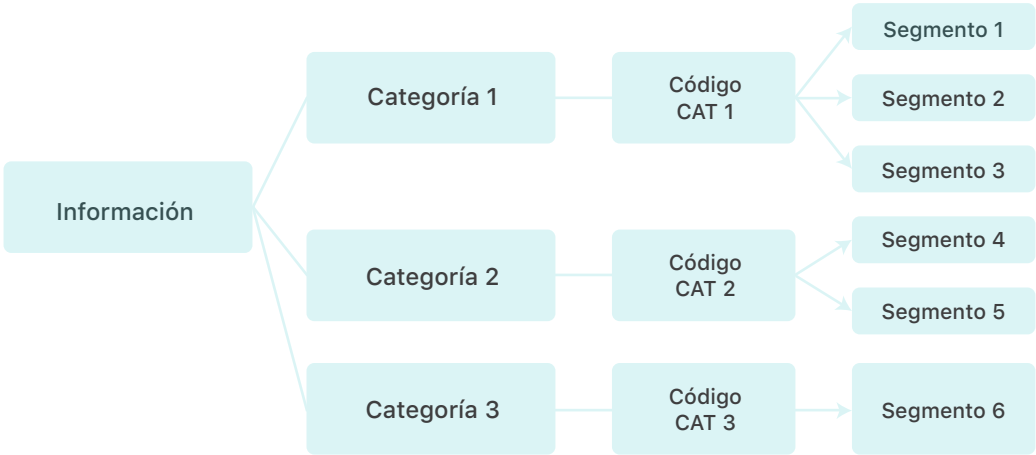 Información
Categoría 1
Código
CAT 1
Segmento 1
Segmento 2
Segmento 3
Categoría 2
Código
CAT 2
Segmento 4
Segmento 5
Categoría 3
Código
CAT 3
Segmento 6